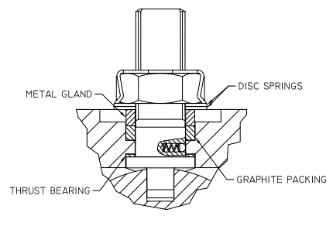 DISC SPRINGS
METAL GLAND
THRUST BEARING
GRAPHITE PACKING